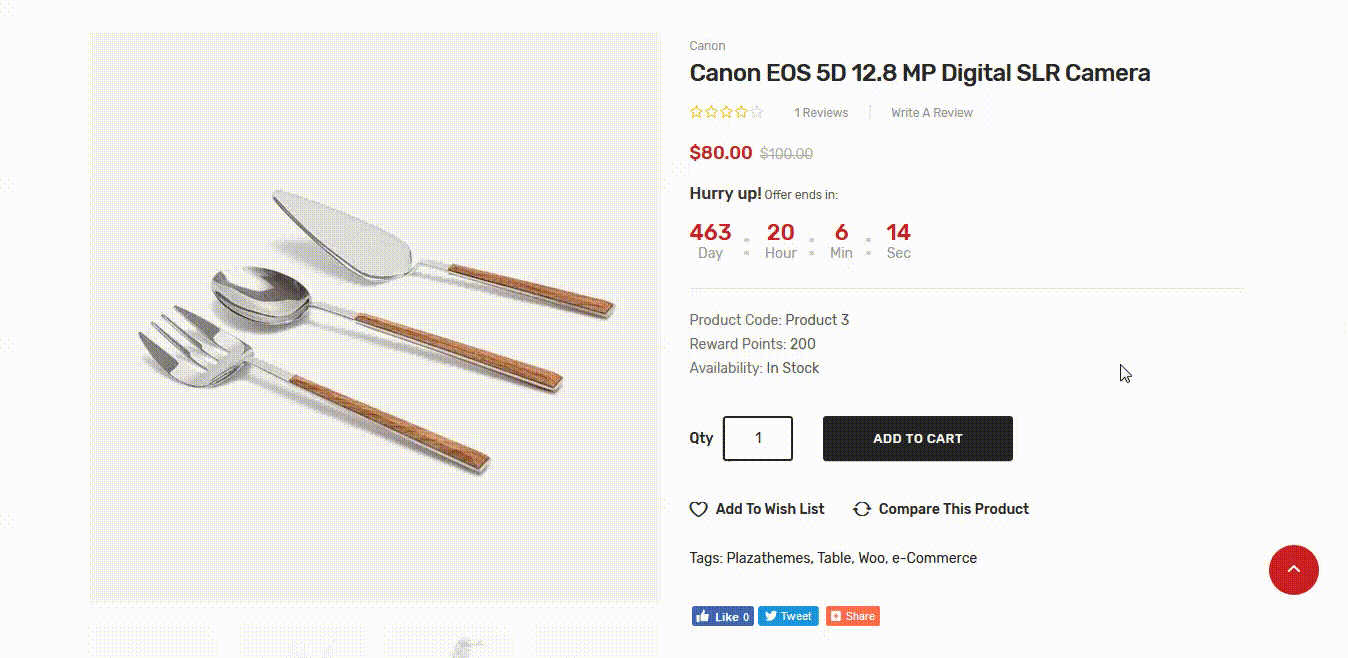 Canon
Canon EOS 5D 12.8 MP Digital SLR Camera
1 Reviews | Write A Review
$80.00 $100.00
Hurry up! Offer ends in:
463 : 20 : 6 : 14
Day : Hour : Min : Sec
Product Code: Product 3
Reward Points: 200
Availability: In Stock
Qty 1 ADD TO CART
Add To Wish List Compare This Product
Tags: Plazathemes, Table, Woo, e-Commerce
Like 0 Tweet Share